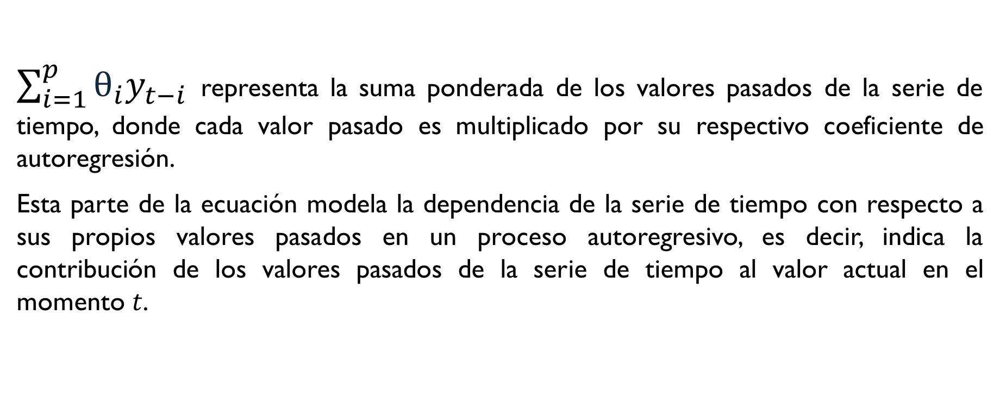 ∑ᵖᵢ₌₁ θᵢyₜ₋ᵢ representa la suma ponderada de los valores pasados de la serie de
tiempo, donde cada valor pasado es multiplicado por su respectivo coeficiente de
autoregresión.
Esta parte de la ecuación modela la dependencia de la serie de tiempo con respecto a
sus propios valores pasados en un proceso autoregresivo, es decir, indica la
contribución de los valores pasados de la serie de tiempo al valor actual en el
momento t.